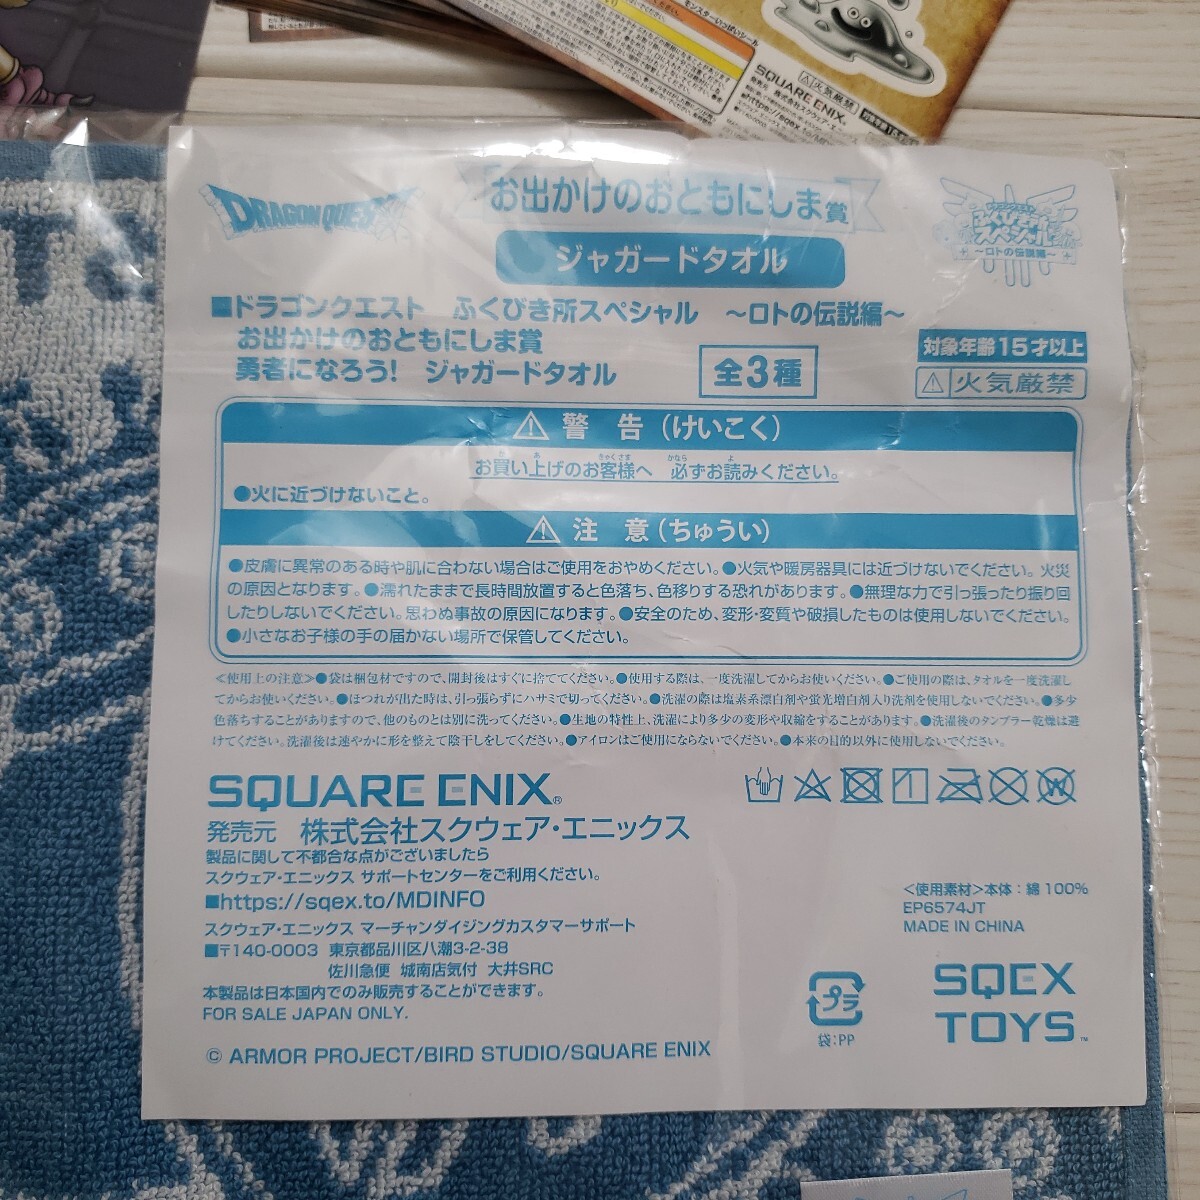 モンスターいっぱいシール
SQUARE ENIX
火気厳禁
DRAGON QUEST
お出かけのおともにしま賞
ジャガードタオル
ふくびき所
スペシャル
～ロトの伝説編～
■ドラゴンクエスト ふくびき所スペシャル ～ロトの伝説編～
お出かけのおともにしま賞
勇者になろう! ジャガードタオル
全3種
対象年齢15才以上
⚠火気厳禁
⚠ 警 告 (けいこく)
お買い上げのお客様へ 必ずお読みください。
●火に近づけないこと。
⚠ 注 意 (ちゅうい)
●皮膚に異常のある時や肌に合わない場合はご使用をおやめください。●火気や暖房器具には近づけないでください。火災
の原因となります。●濡れたままで長時間放置すると色落ち、色移りする恐れがあります。●無理な力で引っ張ったり振り回
したりしないでください。思わぬ事故の原因になります。●安全のため、変形・変質や破損したものは使用しないでください。
●小さなお子様の手の届かない場所で保管してください。
≪使用上の注意≫●袋は梱包材ですので、開封後はすぐに捨ててください。●使用する際は、一度洗濯してからお使いください。●ご使用の際は、タオルを一度洗濯し
てからお使いください。●ほつれが出た時は、引っ張らずにハサミで切ってください。●洗濯の際は塩素系漂白剤や蛍光増白剤入り洗剤を使用しないでください。●多少
色落ちすることがありますので、他のものとは別に洗ってください。●生地の特性上、洗濯により多少の変形や収縮をすることがあります。●洗濯後のタンブラー乾燥は避
けてください。洗濯後は速やかに形を整えて陰干しをしてください。●アイロンはご使用にならないでください。●本来の目的以外に使用しないでください。
SQUARE ENIX®
発売元 株式会社スクウェア・エニックス
製品に関して不都合な点がございましたら
スクウェア・エニックス サポートセンターをご利用ください。
■https://sqex.to/MDINFO
スクウェア・エニックス マーチャンダイジングカスタマーサポート
■〒140-0003 東京都品川区八潮3-2-38
佐川急便 城南店気付 大井SRC
本製品は日本国内でのみ販売することができます。
FOR SALE JAPAN ONLY.
© ARMOR PROJECT/BIRD STUDIO/SQUARE ENIX
<使用素材>本体：綿100%
EP6574JT
MADE IN CHINA
プラ
袋：PP
SQEX
TOYS™